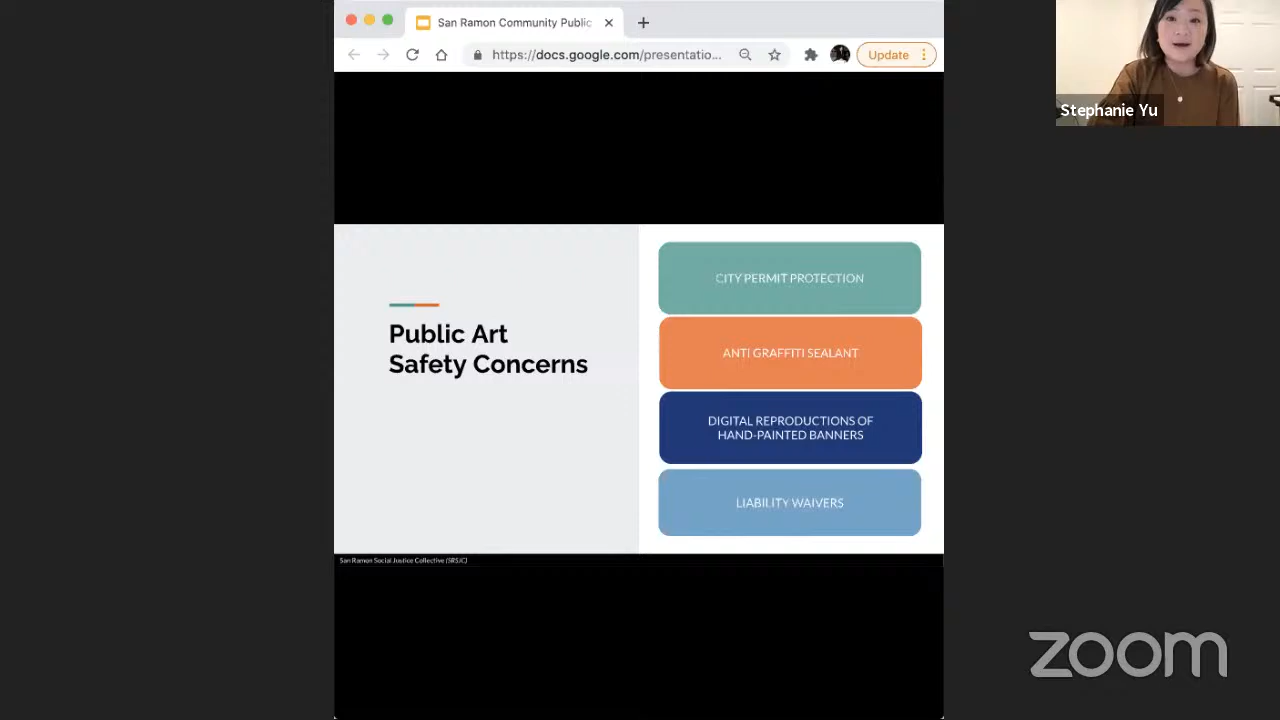 San Ramon Community Public
https://docs.google.com/presentatio...
Update
Stephanie Yu
Public Art
Safety Concerns
CITY PERMIT PROTECTION
ANTI GRAFFITI SEALANT
DIGITAL REPRODUCTIONS OF
HAND-PAINTED BANNERS
LIABILITY WAIVERS
San Ramon Social Justice Collective (SRSJC)
zoom